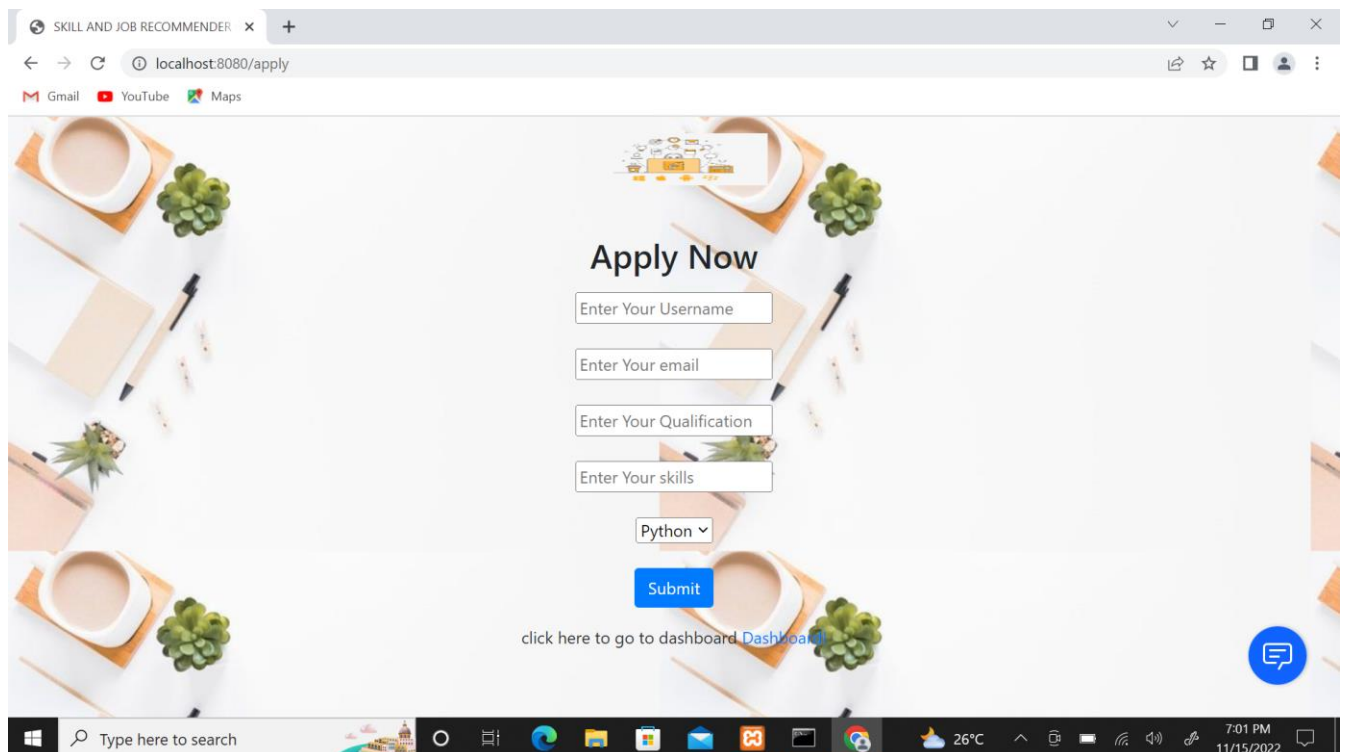 SKILL AND JOB RECOMMENDER
localhost:8080/apply
Gmail YouTube Maps
Apply Now
Enter Your Username
Enter Your email
Enter Your Qualification
Enter Your skills
Python
Submit
click here to go to dashboard Dashboard!
Type here to search
26°C
7:01 PM
11/15/2022